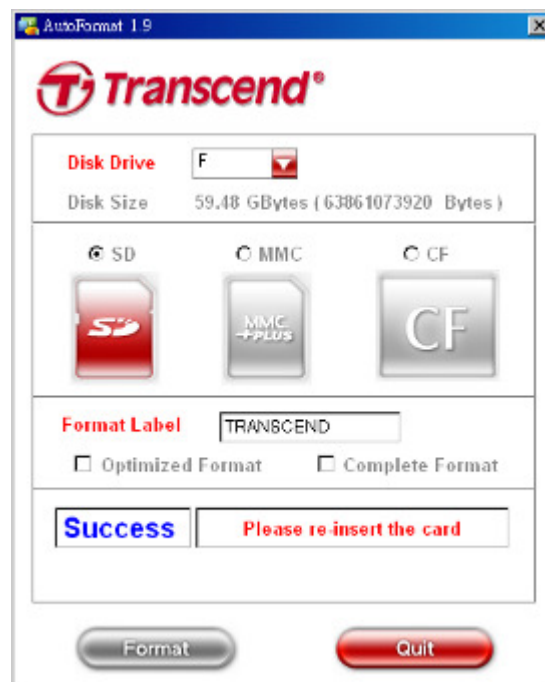 AutoFormat 1.9
Transcend®
Disk Drive F
Disk Size 59.48 GBytes ( 63861073920 Bytes )
SD MMC CF
SD MMC +PLUS CF
Format Label TRANSCEND
Optimized Format Complete Format
Success Please re-insert the card
Format Quit